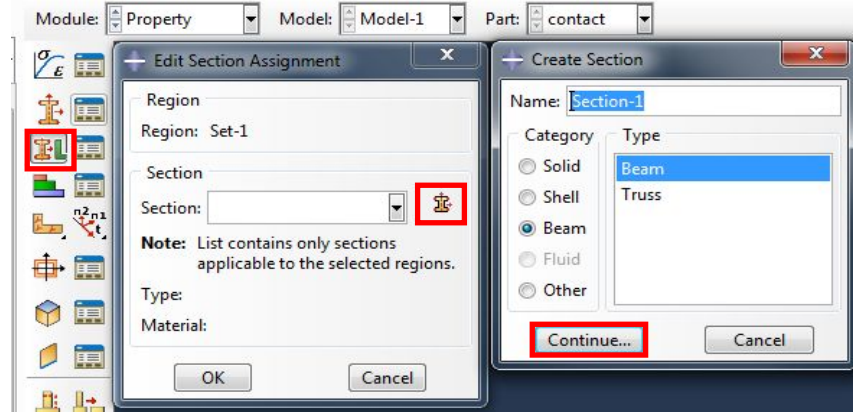 Module: Property Model: Model-1 Part: contact
σ
ε
n2 n1
t
Edit Section Assignment
Region
Region: Set-1
Section
Section:
Note: List contains only sections
applicable to the selected regions.
Type:
Material:
OK Cancel
Create Section
Name: Section-1
Category Type
Solid Beam
Shell Truss
Beam
Fluid
Other
Continue... Cancel